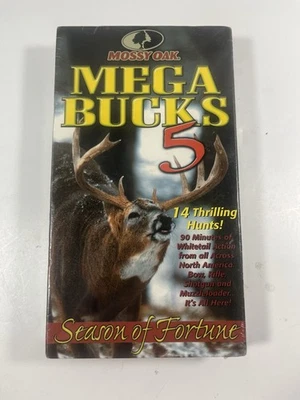 MOSSY OAK
MEGA
BUCKS
5
14 Thrilling
Hunts!
90 Minutes of
Whitetail Action
from all Across
North America
Bow, Rifle,
Shotgun and
Muzzleloader...
It's All Here!
Season of Fortune